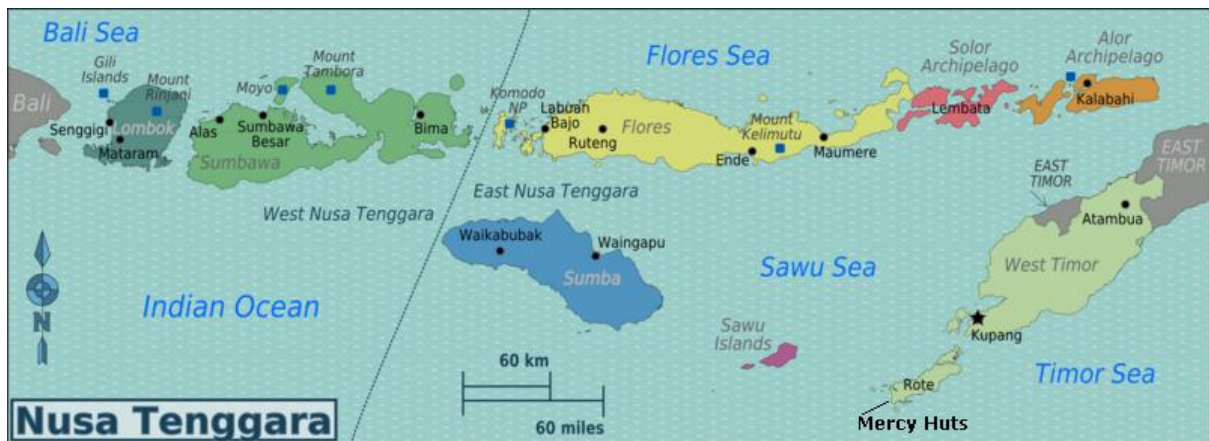 Bali Sea
Gili
Islands
Mount
Rinjani
Moyo
Mount
Tambora
Flores Sea
Solor
Archipelago
Alor
Archipelago
Bali
Senggigi
Lombok
Mataram
Alas
Sumbawa
Besar
Sumbawa
Bima
Komodo
NP
Labuan
Bajo
Ruteng
Flores
Mount
Kelimutu
Ende
Maumere
Lembata
Kalabahi
West Nusa Tenggara
East Nusa Tenggara
EAST
TIMOR
EAST
TIMOR
Atambua
West Timor
Waikabubak
Waingapu
Sumba
Sawu Sea
Indian Ocean
N
Sawu
Islands
Kupang
Rote
Timor Sea
60 km
60 miles
Mercy Huts
Nusa Tenggara